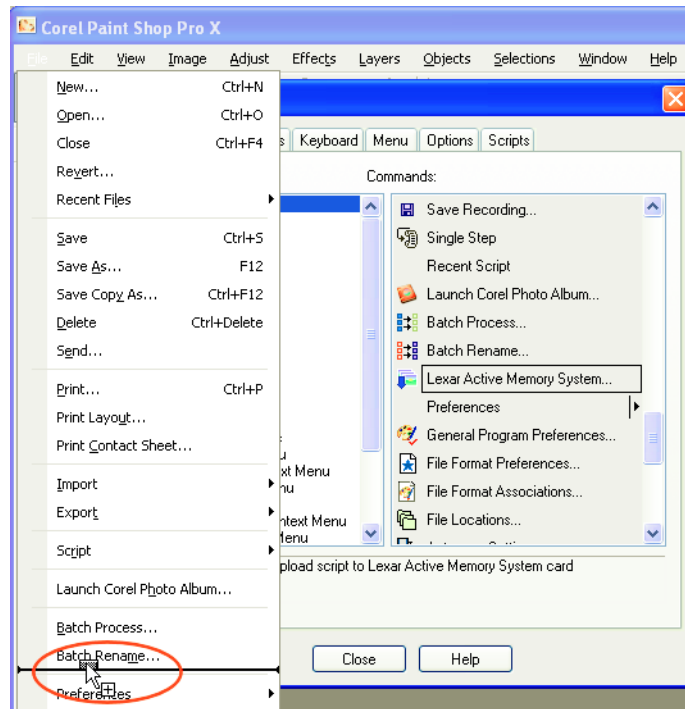 Corel Paint Shop Pro X
File Edit View Image Adjust Effects Layers Objects Selections Window Help
New... Ctrl+N
Open... Ctrl+O
Close Ctrl+F4
Revert...
Recent Files
Save Ctrl+S
Save As... F12
Save Copy As... Ctrl+F12
Delete Ctrl+Delete
Send...
Print... Ctrl+P
Print Layout...
Print Contact Sheet...
Import
Export
Script
Launch Corel Photo Album...
Batch Process...
Batch Rename...
Preferences
s Keyboard Menu Options Scripts
Commands:
Save Recording...
Single Step
Recent Script
Launch Corel Photo Album...
Batch Process...
Batch Rename...
Lexar Active Memory System...
Preferences
General Program Preferences...
File Format Preferences...
File Format Associations...
File Locations...
xt Menu
nu
ntext Menu
Menu
pload script to Lexar Active Memory System card
Close Help